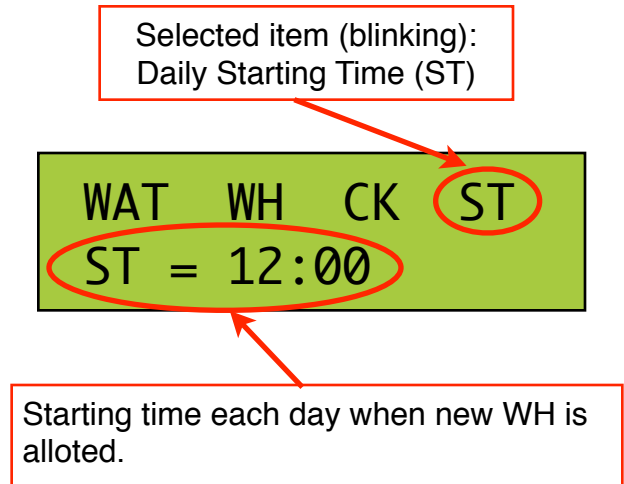 Selected item (blinking):
Daily Starting Time (ST)
WAT WH CK ST
ST = 12:00
Starting time each day when new WH is
alloted.